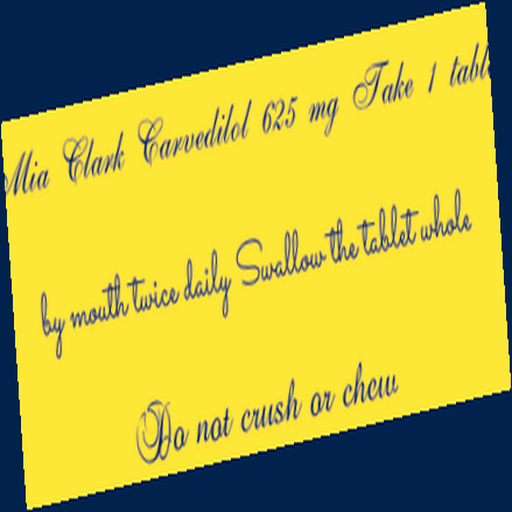 Mia Clark Carvedilol 625 mg Take 1 tabl
by mouth twice daily Swallow the tablet whole
Do not crush or chew